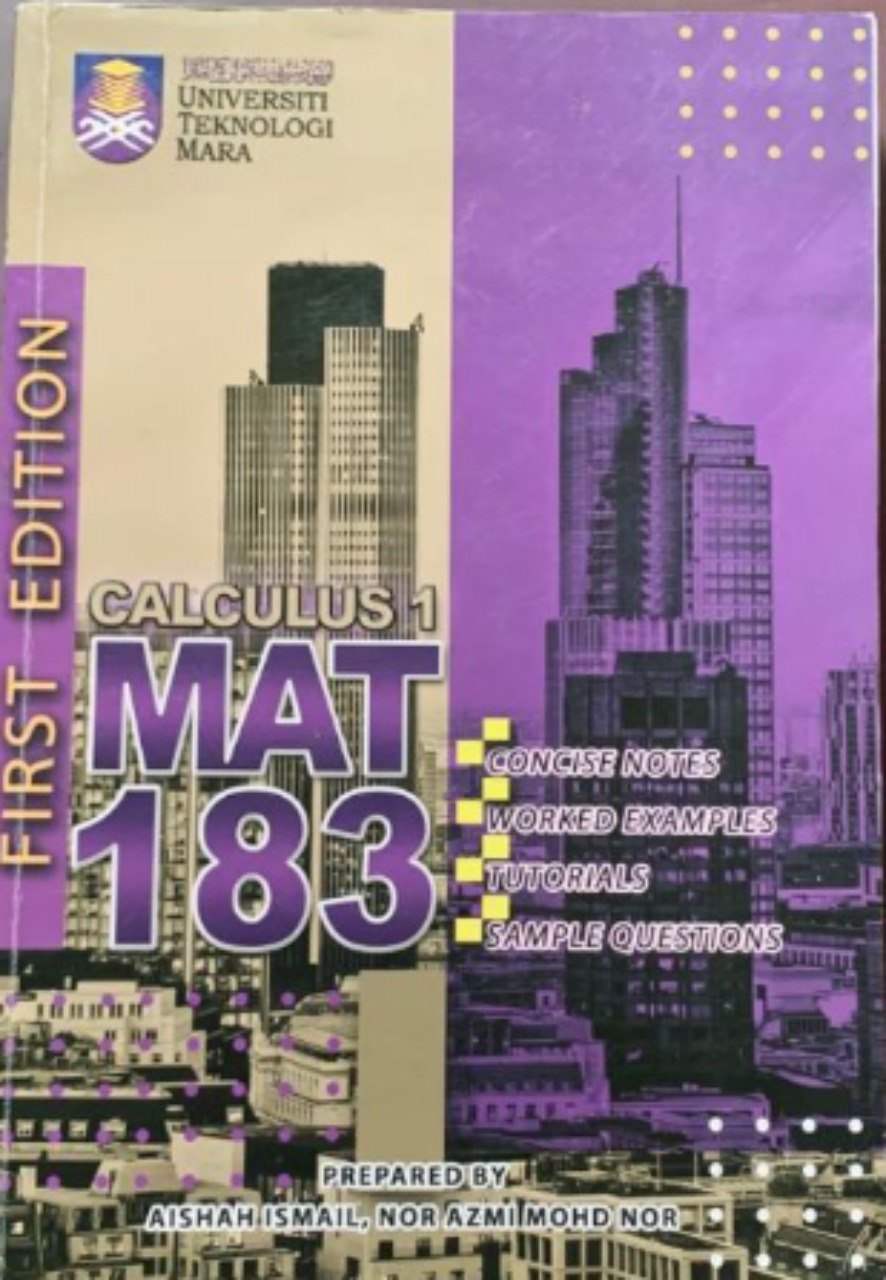 UNIVERSITI
TEKNOLOGI
MARA
FIRST EDITION
CALCULUS 1
MAT
183
CONCISE NOTES
WORKED EXAMPLES
TUTORIALS
SAMPLE QUESTIONS
PREPARED BY
AISHAH ISMAIL, NOR AZMI MOHD NOR